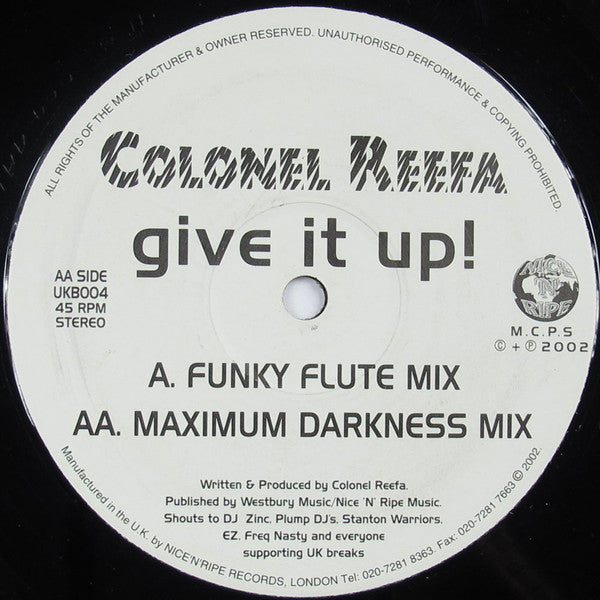 ALL RIGHTS OF THE MANUFACTURER & OWNER RESERVED. UNAUTHORISED PERFORMANCE & COPYING PROHIBITED.
COLONEL REEFA
give it up!
AA SIDE
UKB004
45 RPM
STEREO
NICE
'N'
RIPE
M.C.P.S
© + ℗ 2002
A. FUNKY FLUTE MIX
AA. MAXIMUM DARKNESS MIX
Written & Produced by Colonel Reefa.
Published by Westbury Music/Nice 'N' Ripe Music.
Shouts to DJ Zinc, Plump DJ's, Stanton Warriors,
EZ, Freq Nasty and everyone
supporting UK breaks
Manufactured in the U.K. by NICE'N'RIPE RECORDS, LONDON Tel: 020-7281 8363. Fax: 020-7281 7663 © 2002.